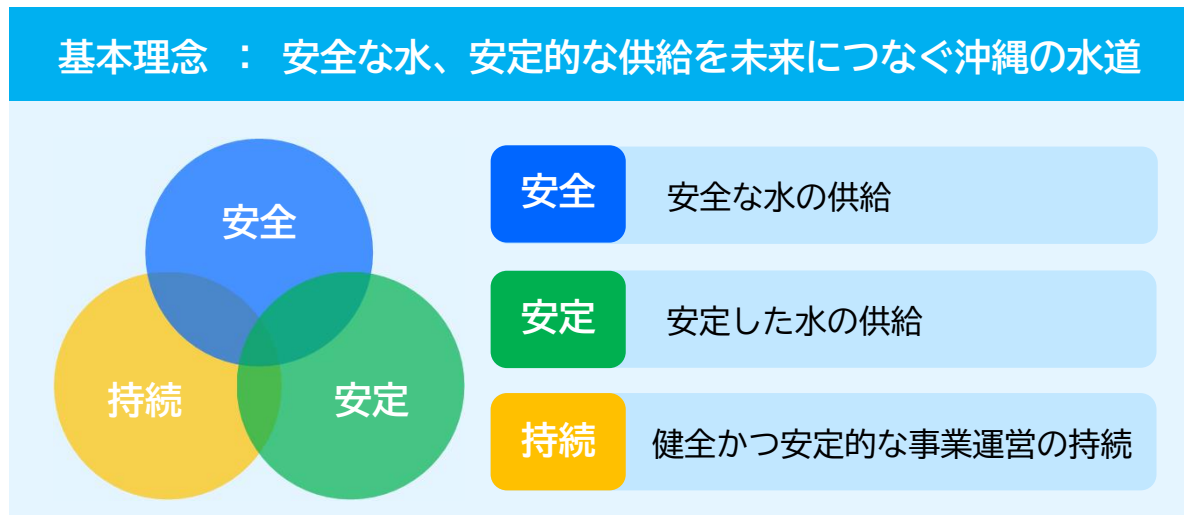 基本理念 ： 安全な水、安定的な供給を未来につなぐ沖縄の水道
安全
持続
安定
安全 安全な水の供給
安定 安定した水の供給
持続 健全かつ安定的な事業運営の持続